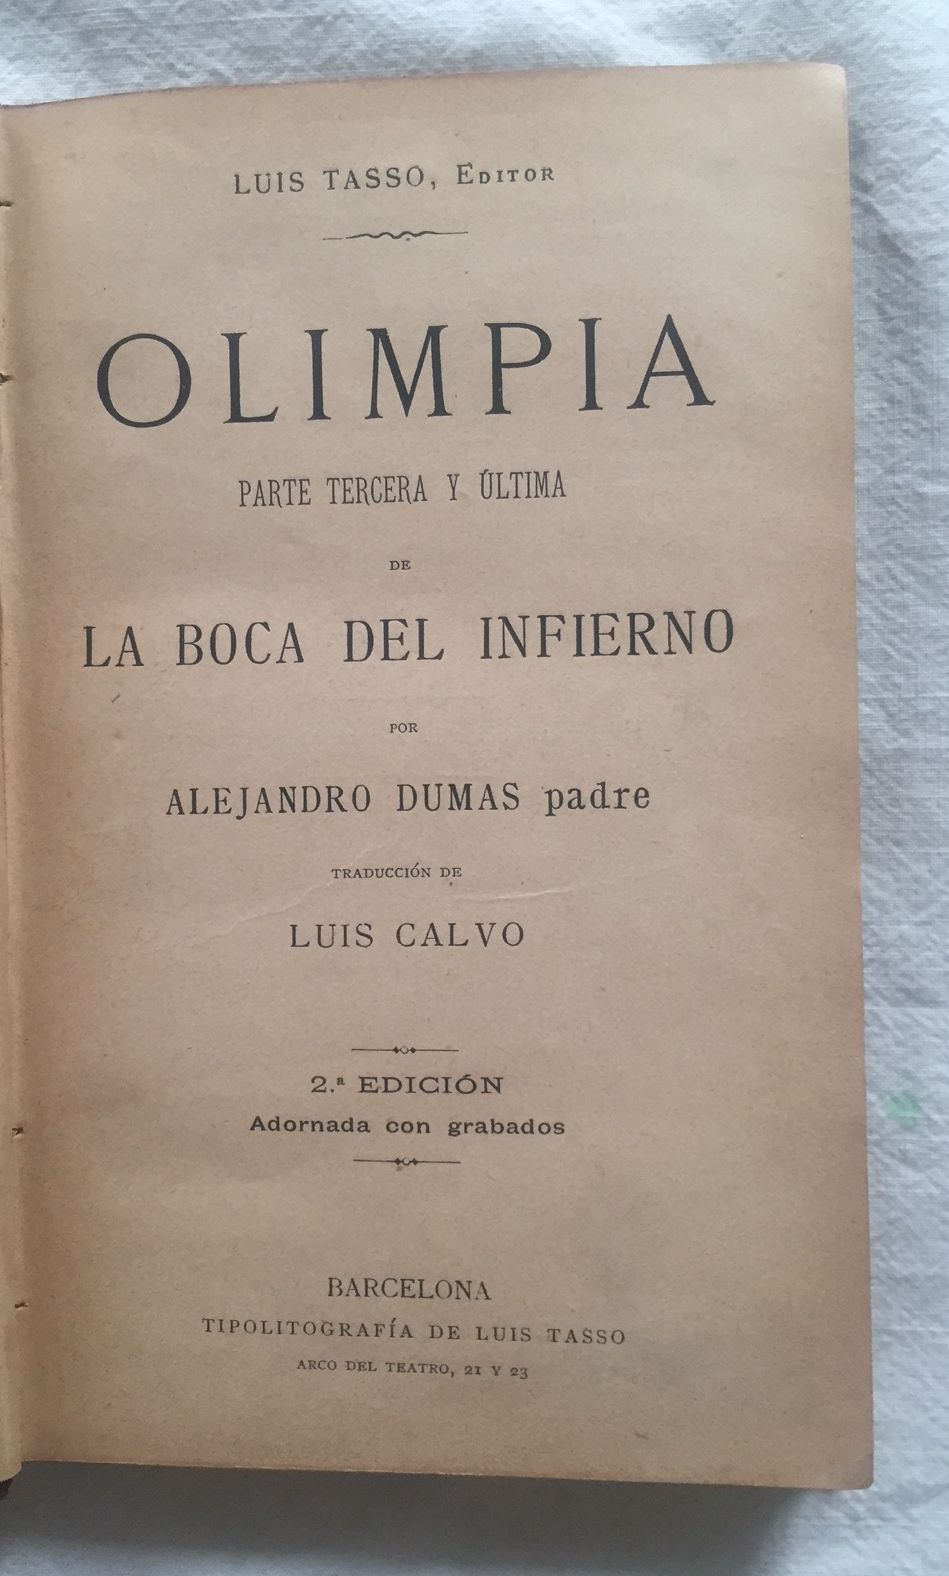 LUIS TASSO, EDITOR
OLIMPIA
PARTE TERCERA Y ÚLTIMA
DE
LA BOCA DEL INFIERNO
POR
ALEJANDRO DUMAS padre
TRADUCCIÓN DE
LUIS CALVO
2.ª EDICIÓN
Adornada con grabados
BARCELONA
TIPOLITOGRAFÍA DE LUIS TASSO
ARCO DEL TEATRO, 21 Y 23